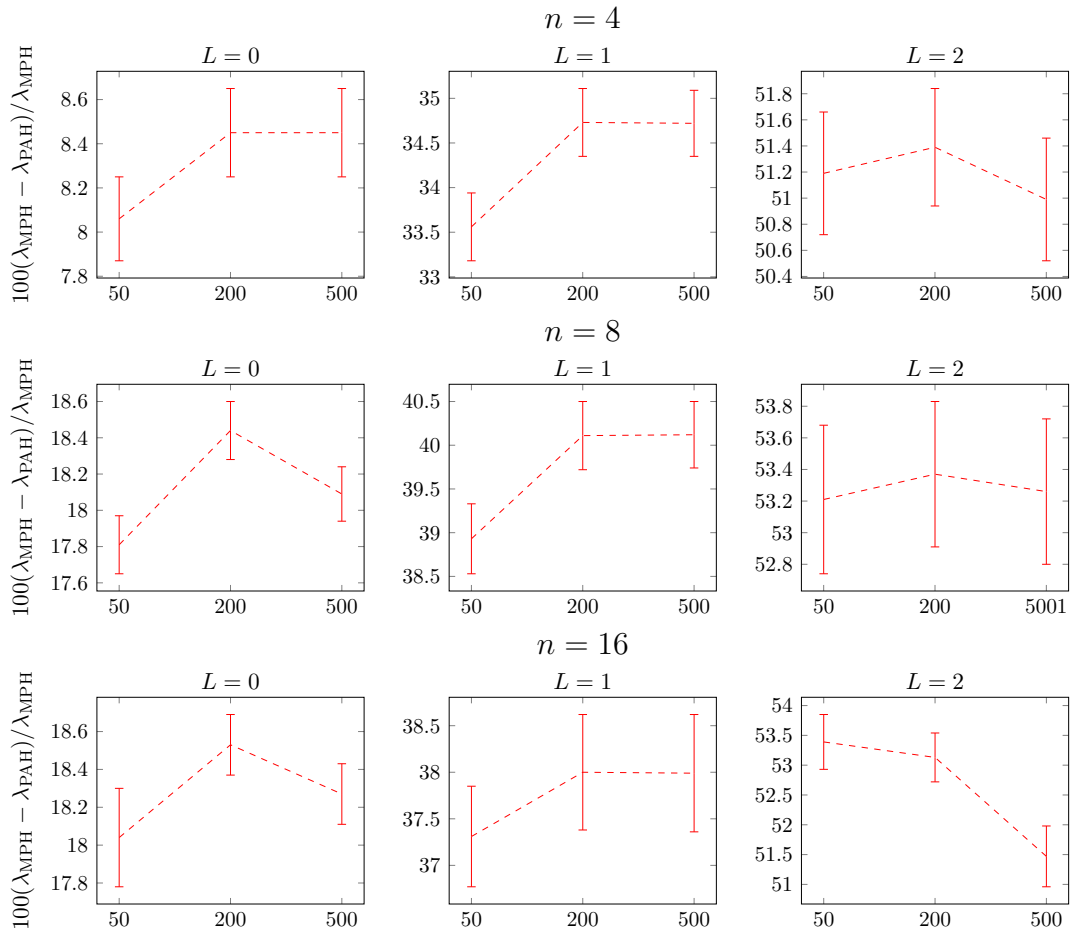 n = 4
L = 0
L = 1
L = 2
100(λMPH − λPAH)/λMPH
8.6
8.4
8.2
8
7.8
50 200 500
35
34.5
34
33.5
33
50 200 500
51.8
51.6
51.4
51.2
51
50.8
50.6
50.4
50 200 500
n = 8
L = 0
L = 1
L = 2
100(λMPH − λPAH)/λMPH
18.6
18.4
18.2
18
17.8
17.6
50 200 500
40.5
40
39.5
39
38.5
50 200 500
53.8
53.6
53.4
53.2
53
52.8
50 200 5001
n = 16
L = 0
L = 1
L = 2
100(λMPH − λPAH)/λMPH
18.6
18.4
18.2
18
17.8
50 200 500
38.5
38
37.5
37
50 200 500
54
53.5
53
52.5
52
51.5
51
50 200 500